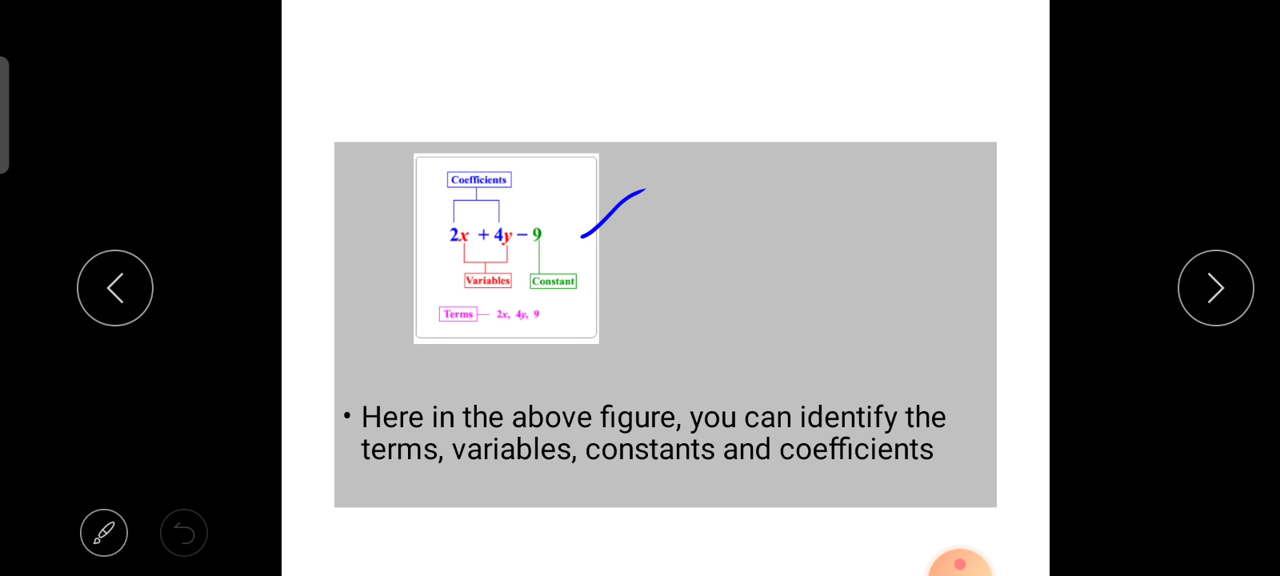 Coefficients
2x + 4y − 9
Variables
Constant
Terms 2x, 4y, 9
• Here in the above figure, you can identify the
terms, variables, constants and coefficients